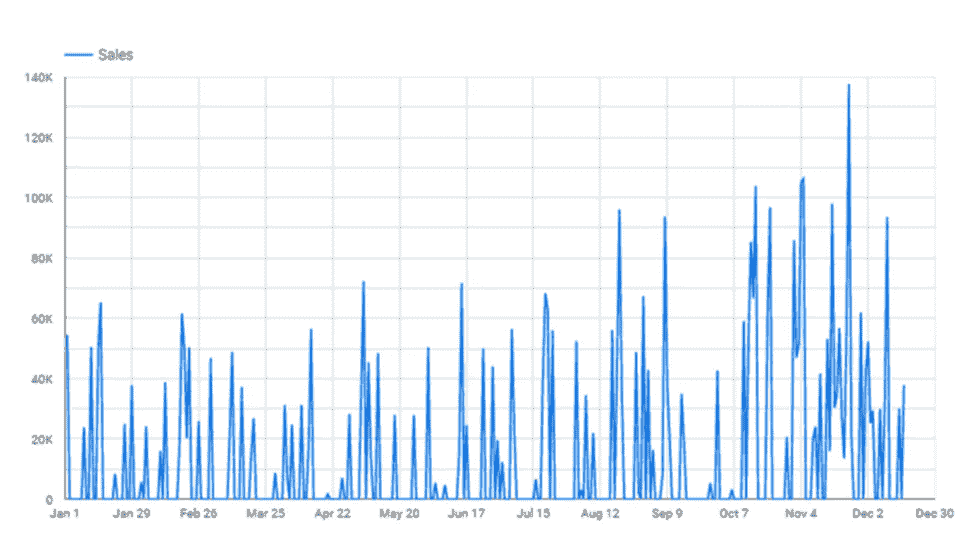 Sales
140K
120K
100K
80K
60K
40K
20K
0
Jan 1 Jan 29 Feb 26 Mar 25 Apr 22 May 20 Jun 17 Jul 15 Aug 12 Sep 9 Oct 7 Nov 4 Dec 2 Dec 30